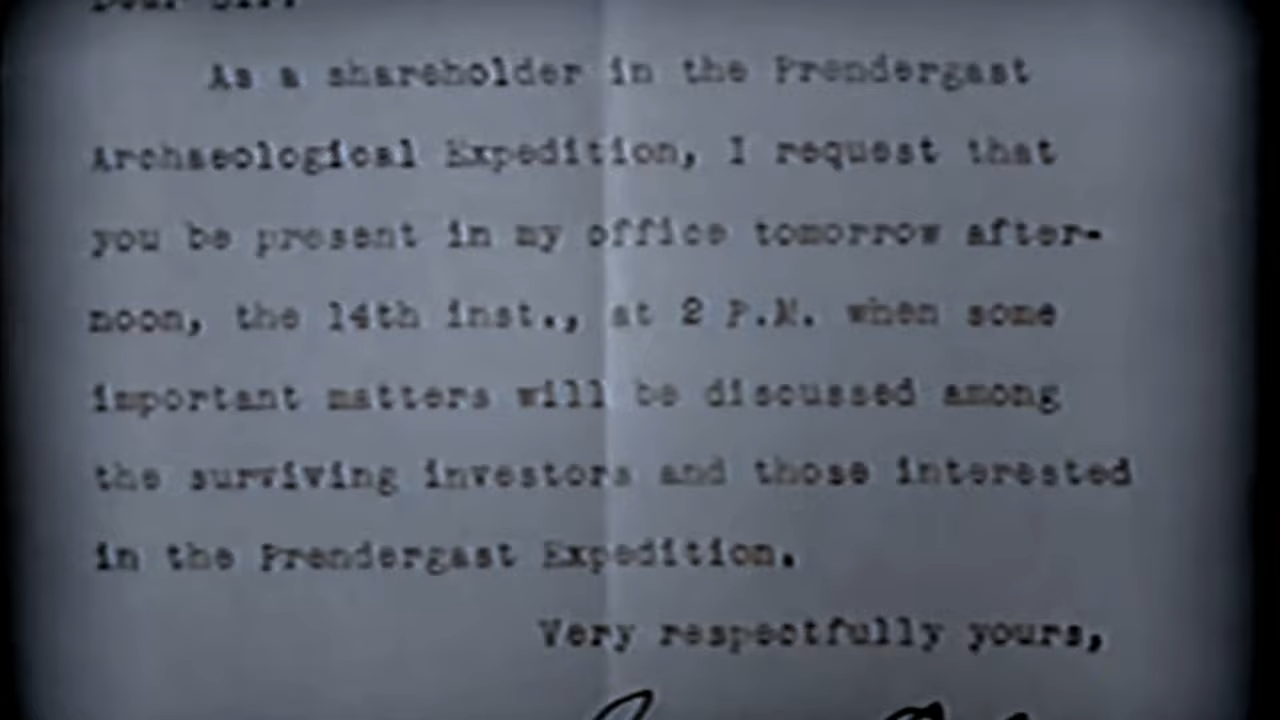 Dear Sir:
As a shareholder in the Prendergast
Archaeological Expedition, I request that
you be present in my office tomorrow after-
noon, the 14th inst., at 2 P.M. when some
important matters will be discussed among
the surviving investors and those interested
in the Prendergast Expedition.
Very respectfully yours,